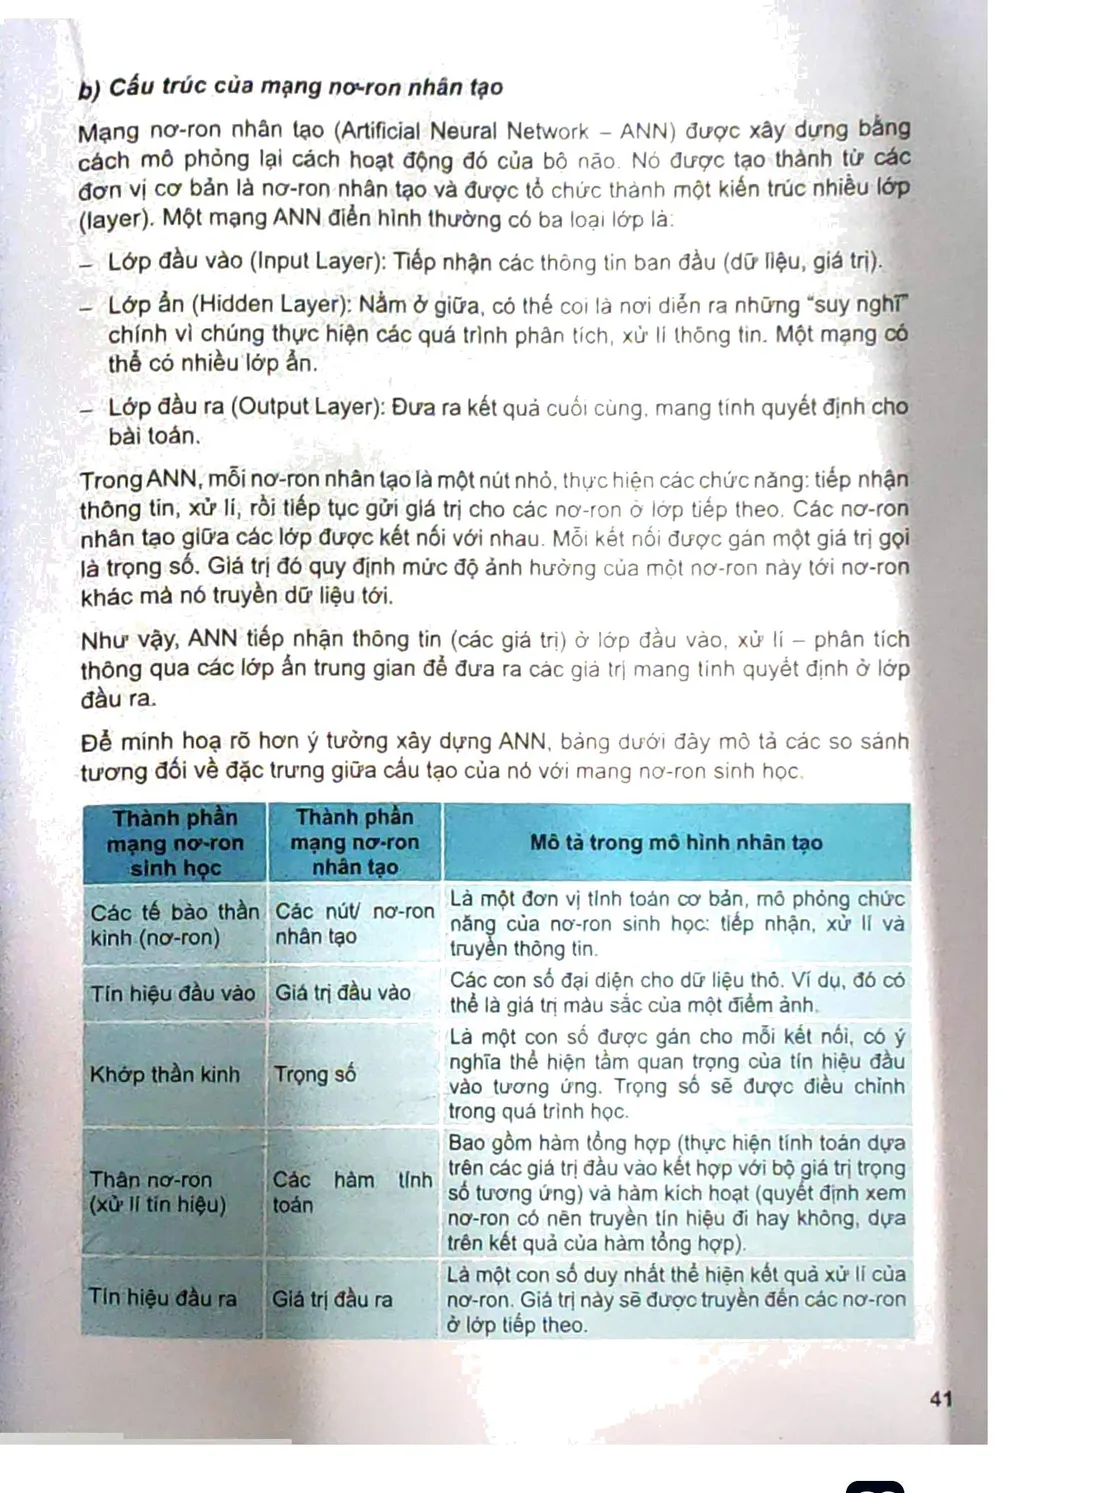 b) Cấu trúc của mạng nơ-ron nhân tạo
Mạng nơ-ron nhân tạo (Artificial Neural Network – ANN) được xây dựng bằng
cách mô phỏng lại cách hoạt động đó của bộ não. Nó được tạo thành từ các
đơn vị cơ bản là nơ-ron nhân tạo và được tổ chức thành một kiến trúc nhiều lớp
(layer). Một mạng ANN điển hình thường có ba loại lớp là:
– Lớp đầu vào (Input Layer): Tiếp nhận các thông tin ban đầu (dữ liệu, giá trị).
– Lớp ẩn (Hidden Layer): Nằm ở giữa, có thể coi là nơi diễn ra những “suy nghĩ”
chính vì chúng thực hiện các quá trình phân tích, xử lí thông tin. Một mạng có
thể có nhiều lớp ẩn.
– Lớp đầu ra (Output Layer): Đưa ra kết quả cuối cùng, mang tính quyết định cho
bài toán.
Trong ANN, mỗi nơ-ron nhân tạo là một nút nhỏ, thực hiện các chức năng: tiếp nhận
thông tin, xử lí, rồi tiếp tục gửi giá trị cho các nơ-ron ở lớp tiếp theo. Các nơ-ron
nhân tạo giữa các lớp được kết nối với nhau. Mỗi kết nối được gán một giá trị gọi
là trọng số. Giá trị đó quy định mức độ ảnh hưởng của một nơ-ron này tới nơ-ron
khác mà nó truyền dữ liệu tới.
Như vậy, ANN tiếp nhận thông tin (các giá trị) ở lớp đầu vào, xử lí – phân tích
thông qua các lớp ẩn trung gian để đưa ra các giá trị mang tính quyết định ở lớp
đầu ra.
Để minh hoạ rõ hơn ý tưởng xây dựng ANN, bảng dưới đây mô tả các so sánh
tương đối về đặc trưng giữa cấu tạo của nó với mạng nơ-ron sinh học.
Thành phần
mạng nơ-ron
sinh học
Thành phần
mạng nơ-ron
nhân tạo
Mô tả trong mô hình nhân tạo
Các tế bào thần
kinh (nơ-ron)
Các nút/ nơ-ron
nhân tạo
Là một đơn vị tính toán cơ bản, mô phỏng chức
năng của nơ-ron sinh học: tiếp nhận, xử lí và
truyền thông tin.
Tín hiệu đầu vào
Giá trị đầu vào
Các con số đại diện cho dữ liệu thô. Ví dụ, đó có
thể là giá trị màu sắc của một điểm ảnh.
Khớp thần kinh
Trọng số
Là một con số được gán cho mỗi kết nối, có ý
nghĩa thể hiện tầm quan trọng của tín hiệu đầu
vào tương ứng. Trọng số sẽ được điều chỉnh
trong quá trình học.
Thân nơ-ron
(xử lí tín hiệu)
Các hàm tính
toán
Bao gồm hàm tổng hợp (thực hiện tính toán dựa
trên các giá trị đầu vào kết hợp với bộ giá trị trọng
số tương ứng) và hàm kích hoạt (quyết định xem
nơ-ron có nên truyền tín hiệu đi hay không, dựa
trên kết quả của hàm tổng hợp).
Tín hiệu đầu ra
Giá trị đầu ra
Là một con số duy nhất thể hiện kết quả xử lí của
nơ-ron. Giá trị này sẽ được truyền đến các nơ-ron
ở lớp tiếp theo.
41